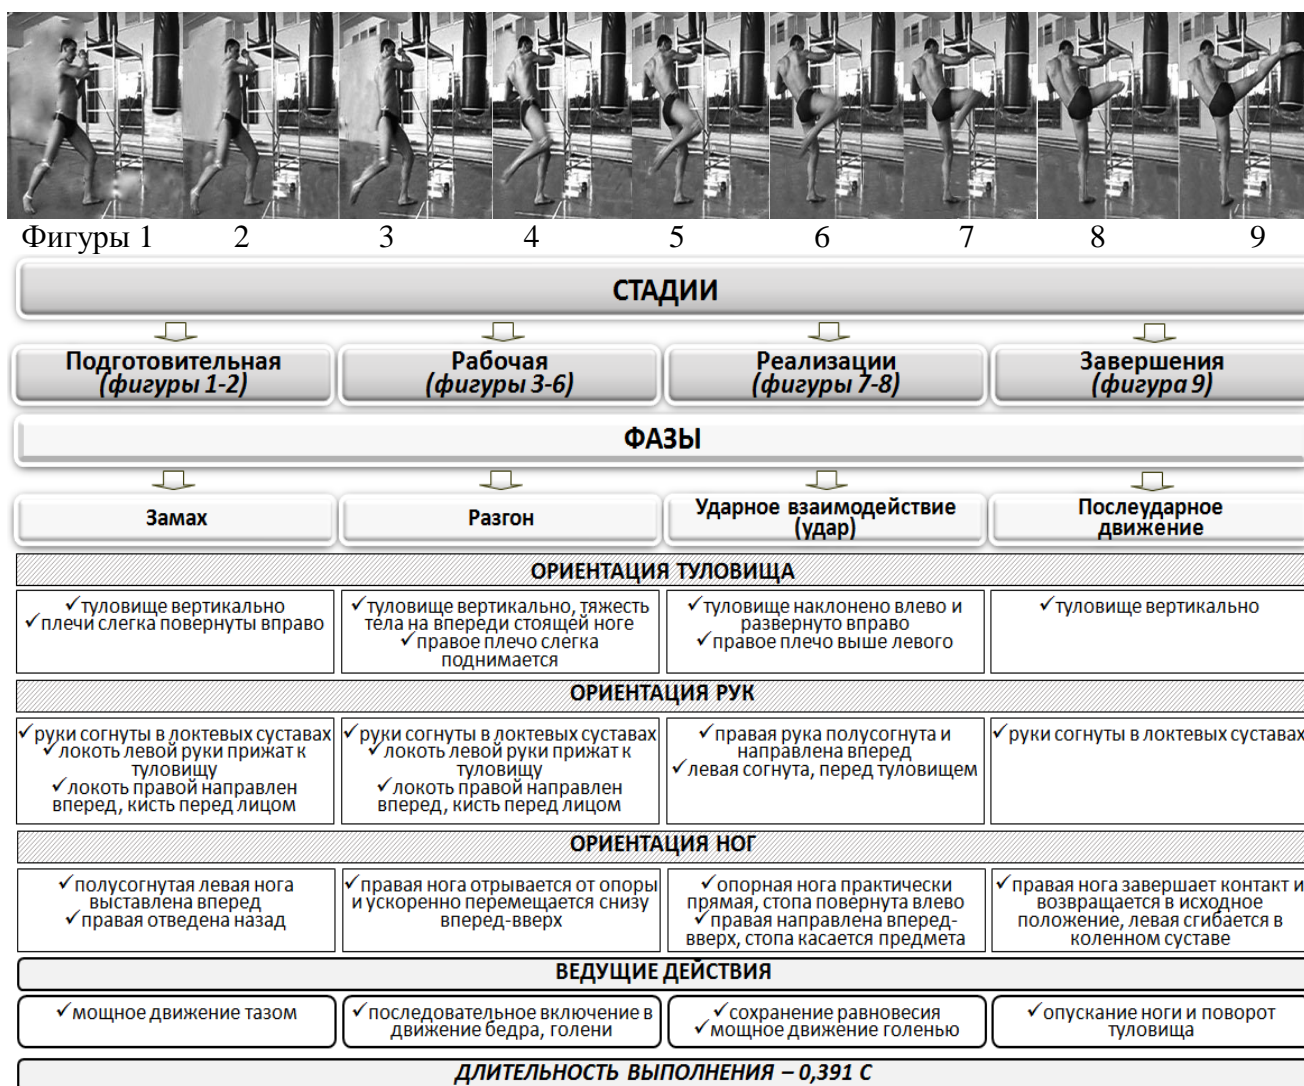 Фигуры 1 2 3 4 5 6 7 8 9
СТАДИИ
Подготовительная
(фигуры 1-2)
Рабочая
(фигуры 3-6)
Реализации
(фигуры 7-8)
Завершения
(фигура 9)
ФАЗЫ
Замах
Разгон
Ударное взаимодействие
(удар)
Послеударное
движение
ОРИЕНТАЦИЯ ТУЛОВИЩА
✓туловище вертикально
✓плечи слегка повернуты вправо
✓туловище вертикально, тяжесть
тела на впереди стоящей ноге
✓правое плечо слегка
поднимается
✓туловище наклонено влево и
развернуто вправо
✓правое плечо выше левого
✓туловище вертикально
ОРИЕНТАЦИЯ РУК
✓руки согнуты в локтевых суставах
✓локоть левой руки прижат к
туловищу
✓локоть правой направлен
вперед, кисть перед лицом
✓руки согнуты в локтевых суставах
✓локоть левой руки прижат к
туловищу
✓локоть правой направлен
вперед, кисть перед лицом
✓правая рука полусогнута и
направлена вперед
✓левая согнута, перед туловищем
✓руки согнуты в локтевых суставах
ОРИЕНТАЦИЯ НОГ
✓полусогнутая левая нога
выставлена вперед
✓правая отведена назад
✓правая нога отрывается от опоры
и ускоренно перемещается снизу
вперед-вверх
✓опорная нога практически
прямая, стопа повернута влево
✓правая направлена вперед-
вверх, стопа касается предмета
✓правая нога завершает контакт и
возвращается в исходное
положение, левая сгибается в
коленном суставе
ВЕДУЩИЕ ДЕЙСТВИЯ
✓мощное движение тазом
✓последовательное включение в
движение бедра, голени
✓сохранение равновесия
✓мощное движение голенью
✓опускание ноги и поворот
туловища
ДЛИТЕЛЬНОСТЬ ВЫПОЛНЕНИЯ – 0,391 С